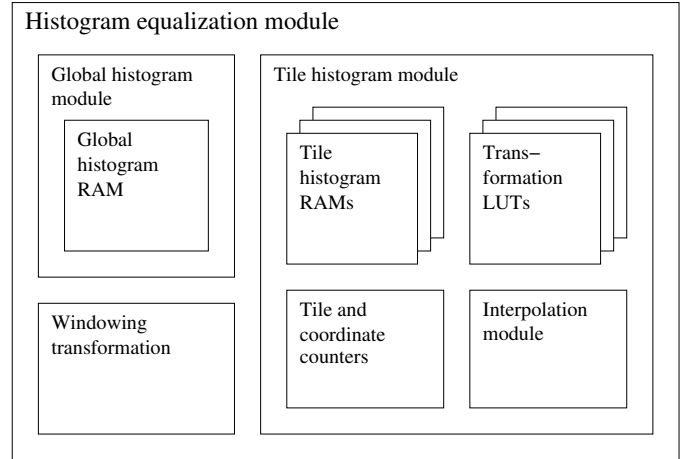 Histogram equalization module
Global histogram
module
Global
histogram
RAM
Windowing
transformation
Tile histogram module
Tile
histogram
RAMs
Trans−
formation
LUTs
Tile and
coordinate
counters
Interpolation
module